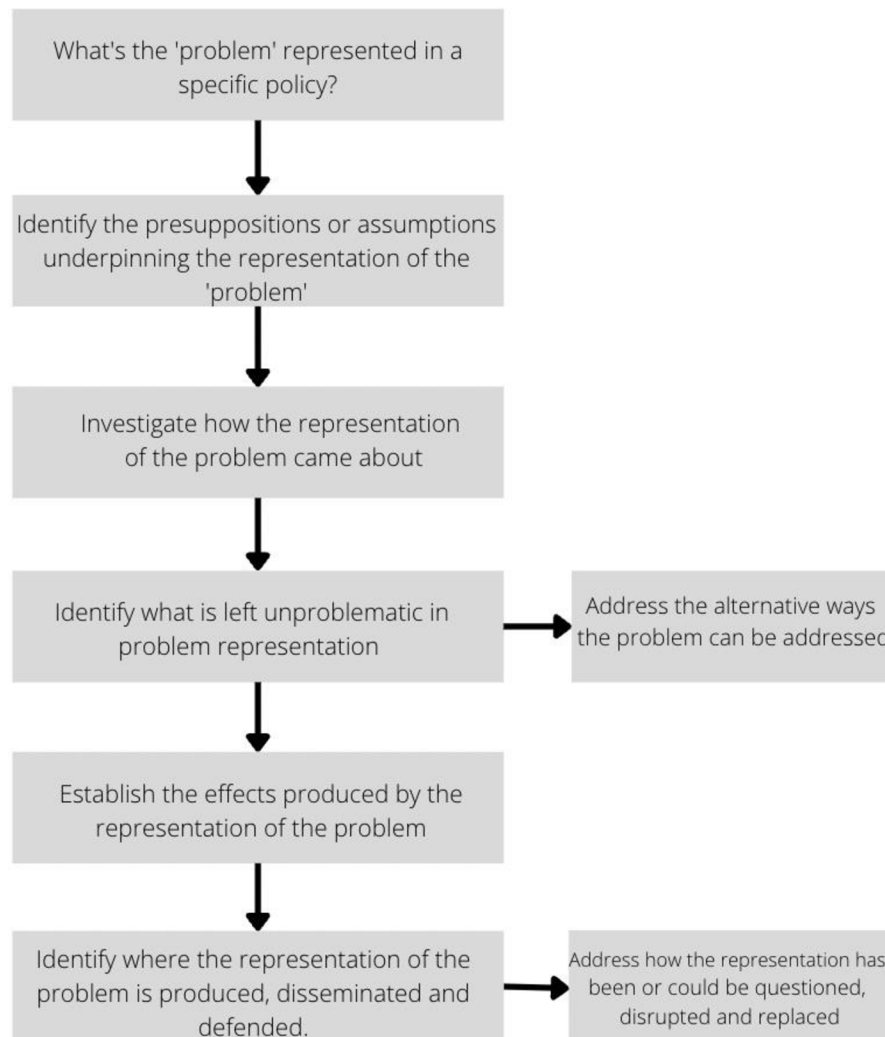 What's the 'problem' represented in a
specific policy?
Identify the presuppositions or assumptions
underpinning the representation of the
'problem'
Investigate how the representation
of the problem came about
Identify what is left unproblematic in
problem representation
Address the alternative ways
the problem can be addressed
Establish the effects produced by the
representation of the problem
Identify where the representation of the
problem is produced, disseminated and
defended.
Address how the representation has
been or could be questioned,
disrupted and replaced